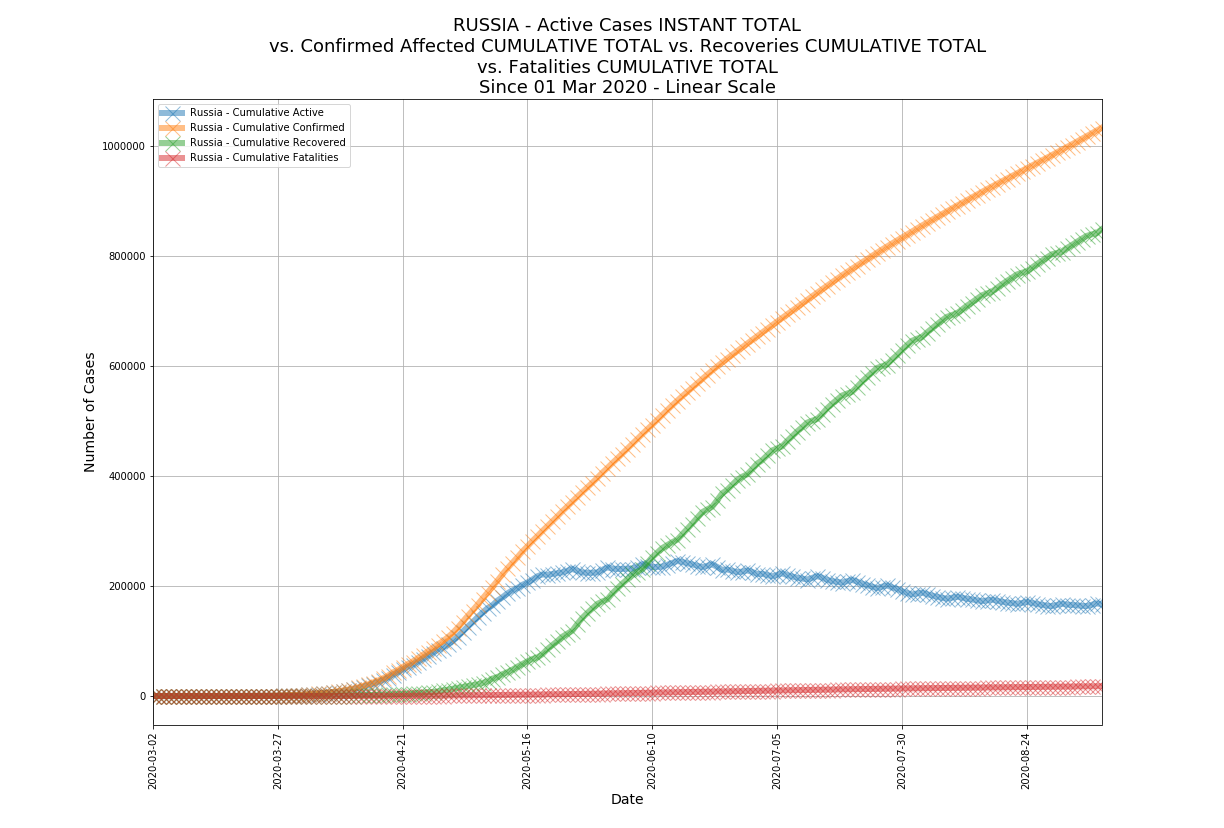 RUSSIA - Active Cases INSTANT TOTAL
vs. Confirmed Affected CUMULATIVE TOTAL vs. Recoveries CUMULATIVE TOTAL
vs. Fatalities CUMULATIVE TOTAL
Since 01 Mar 2020 - Linear Scale
Russia - Cumulative Active
Russia - Cumulative Confirmed
Russia - Cumulative Recovered
Russia - Cumulative Fatalities
Number of Cases
1000000
800000
600000
400000
200000
0
2020-03-02
2020-03-27
2020-04-21
2020-05-16
2020-06-10
2020-07-05
2020-07-30
2020-08-24
Date